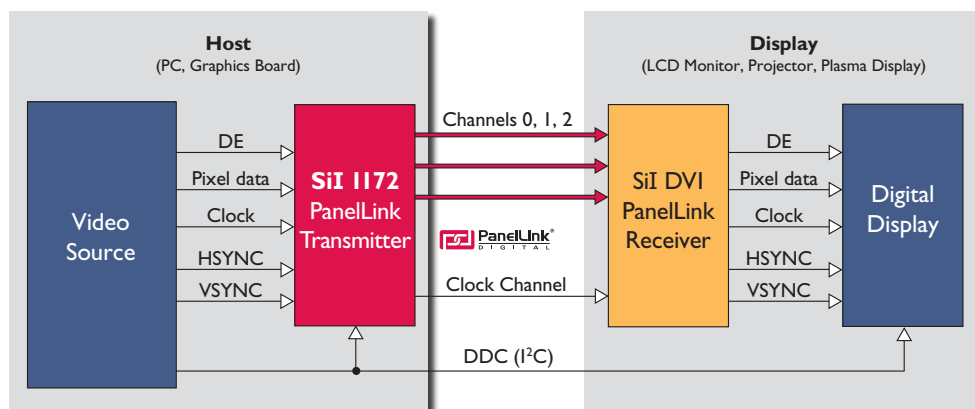 Host
(PC, Graphics Board)
Display
(LCD Monitor, Projector, Plasma Display)
Video
Source
DE
Pixel data
Clock
HSYNC
VSYNC
SiI 1172
PanelLink
Transmitter
Channels 0, 1, 2
PanelLink®
DIGITAL
Clock Channel
DDC (I²C)
SiI DVI
PanelLink
Receiver
DE
Pixel data
Clock
HSYNC
VSYNC
Digital
Display